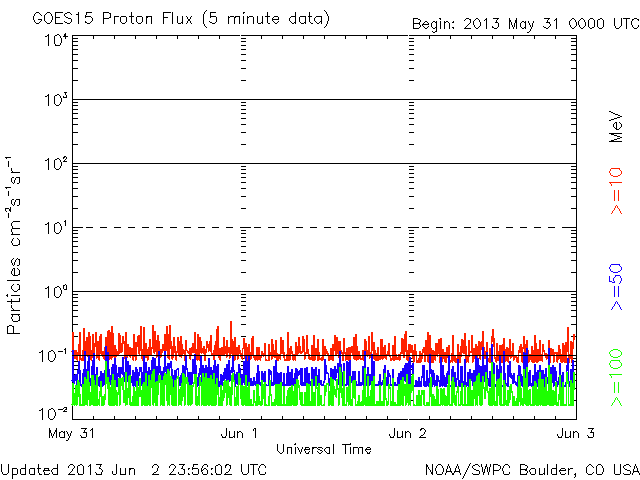 GOES15 Proton Flux (5 minute data)
Begin: 2013 May 31 0000 UTC
Particles cm⁻²s⁻¹sr⁻¹
10⁴
10³
10²
10¹
10⁰
10⁻¹
10⁻²
May 31
Jun 1
Jun 2
Jun 3
Universal Time
MeV
>=10
>=50
>=100
Updated 2013 Jun 2 23:56:02 UTC
NOAA/SWPC Boulder, CO USA